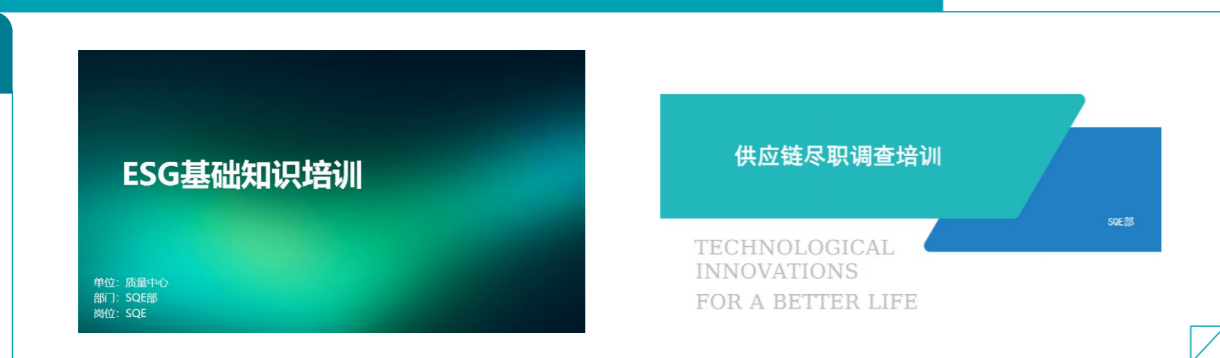 ESG基础知识培训
单位：质量中心
部门：SQE部
岗位：SQE
供应链尽职调查培训
SQE部
TECHNOLOGICAL
INNOVATIONS
FOR A BETTER LIFE